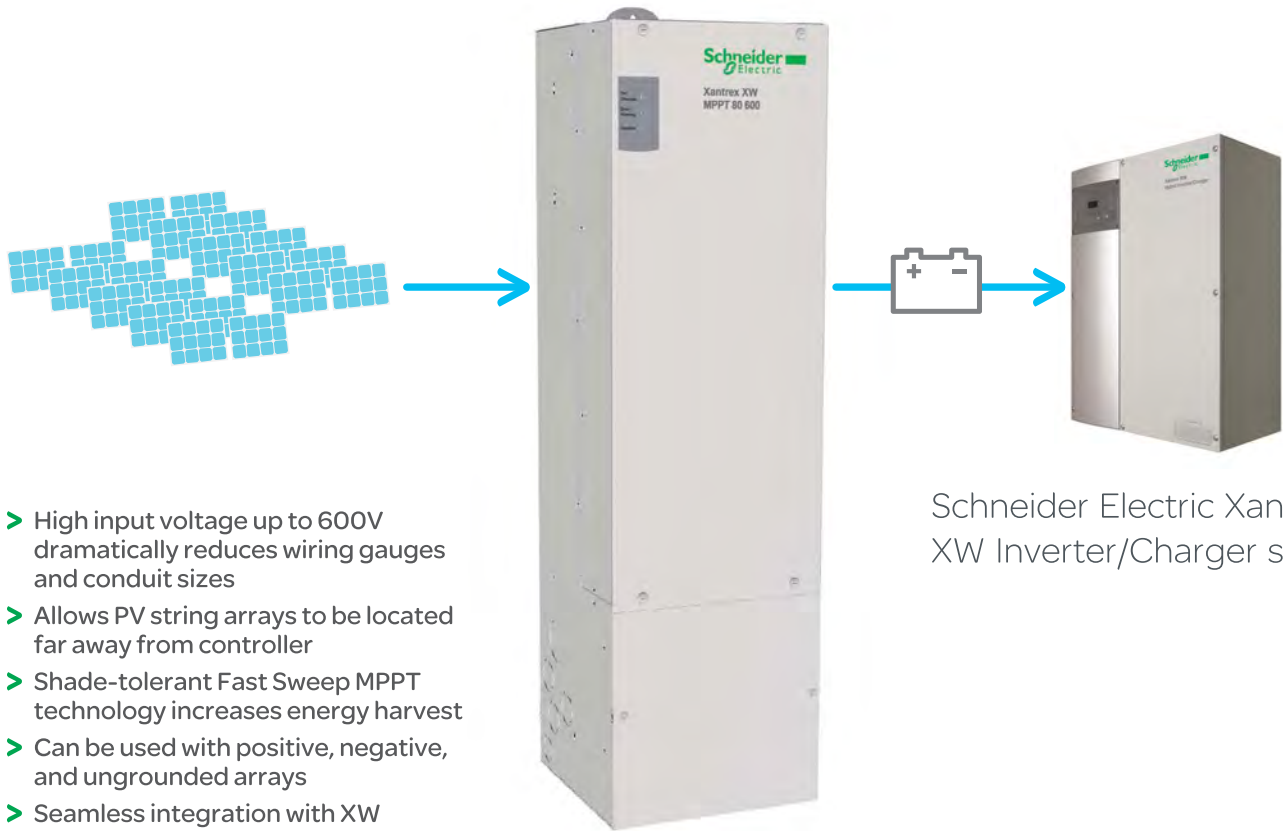 Schneider
Electric
Xantrex XW
MPPT 80 600
Schneider
Electric
+ −
> High input voltage up to 600V
dramatically reduces wiring gauges
and conduit sizes
> Allows PV string arrays to be located
far away from controller
> Shade-tolerant Fast Sweep MPPT
technology increases energy harvest
> Can be used with positive, negative,
and ungrounded arrays
> Seamless integration with XW
Schneider Electric Xan
XW Inverter/Charger s